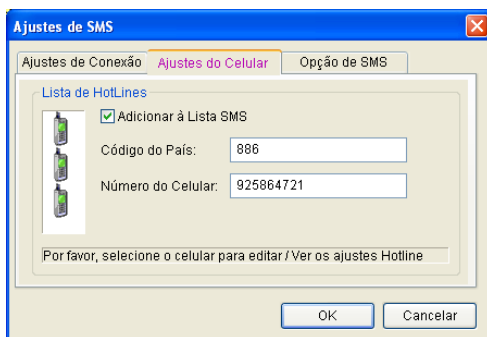 Ajustes de SMS
Ajustes de Conexão Ajustes do Celular Opção de SMS
Lista de HotLines
Adicionar à Lista SMS
Código do País: 886
Número do Celular: 925864721
Por favor, selecione o celular para editar / Ver os ajustes Hotline
OK Cancelar